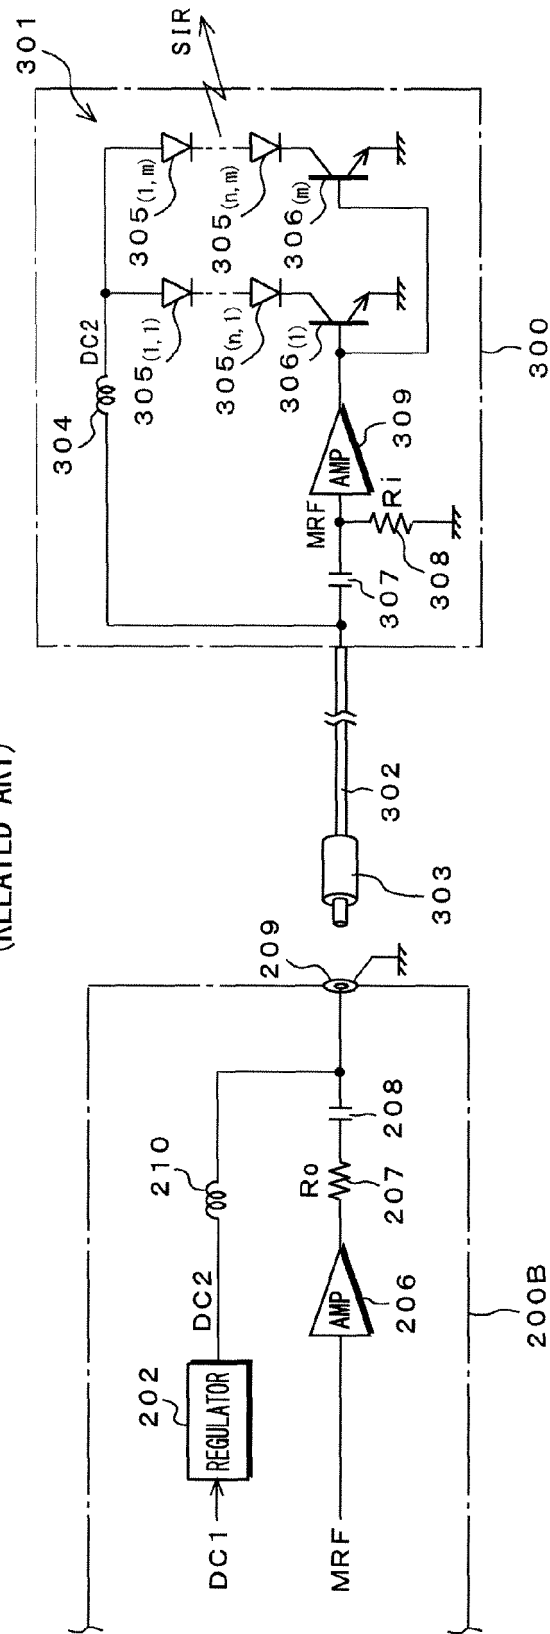 (RELATED ART)
DC1
202
REGULATOR
DC2
210
MRF
AMP
206
Ro
207
208
209
200B
303
302
301
304
DC2
305(1,1)
305(n,1)
306(1)
305(1,m)
305(n,m)
306(m)
SIR
MRF
AMP
309
307
Ri
308
300